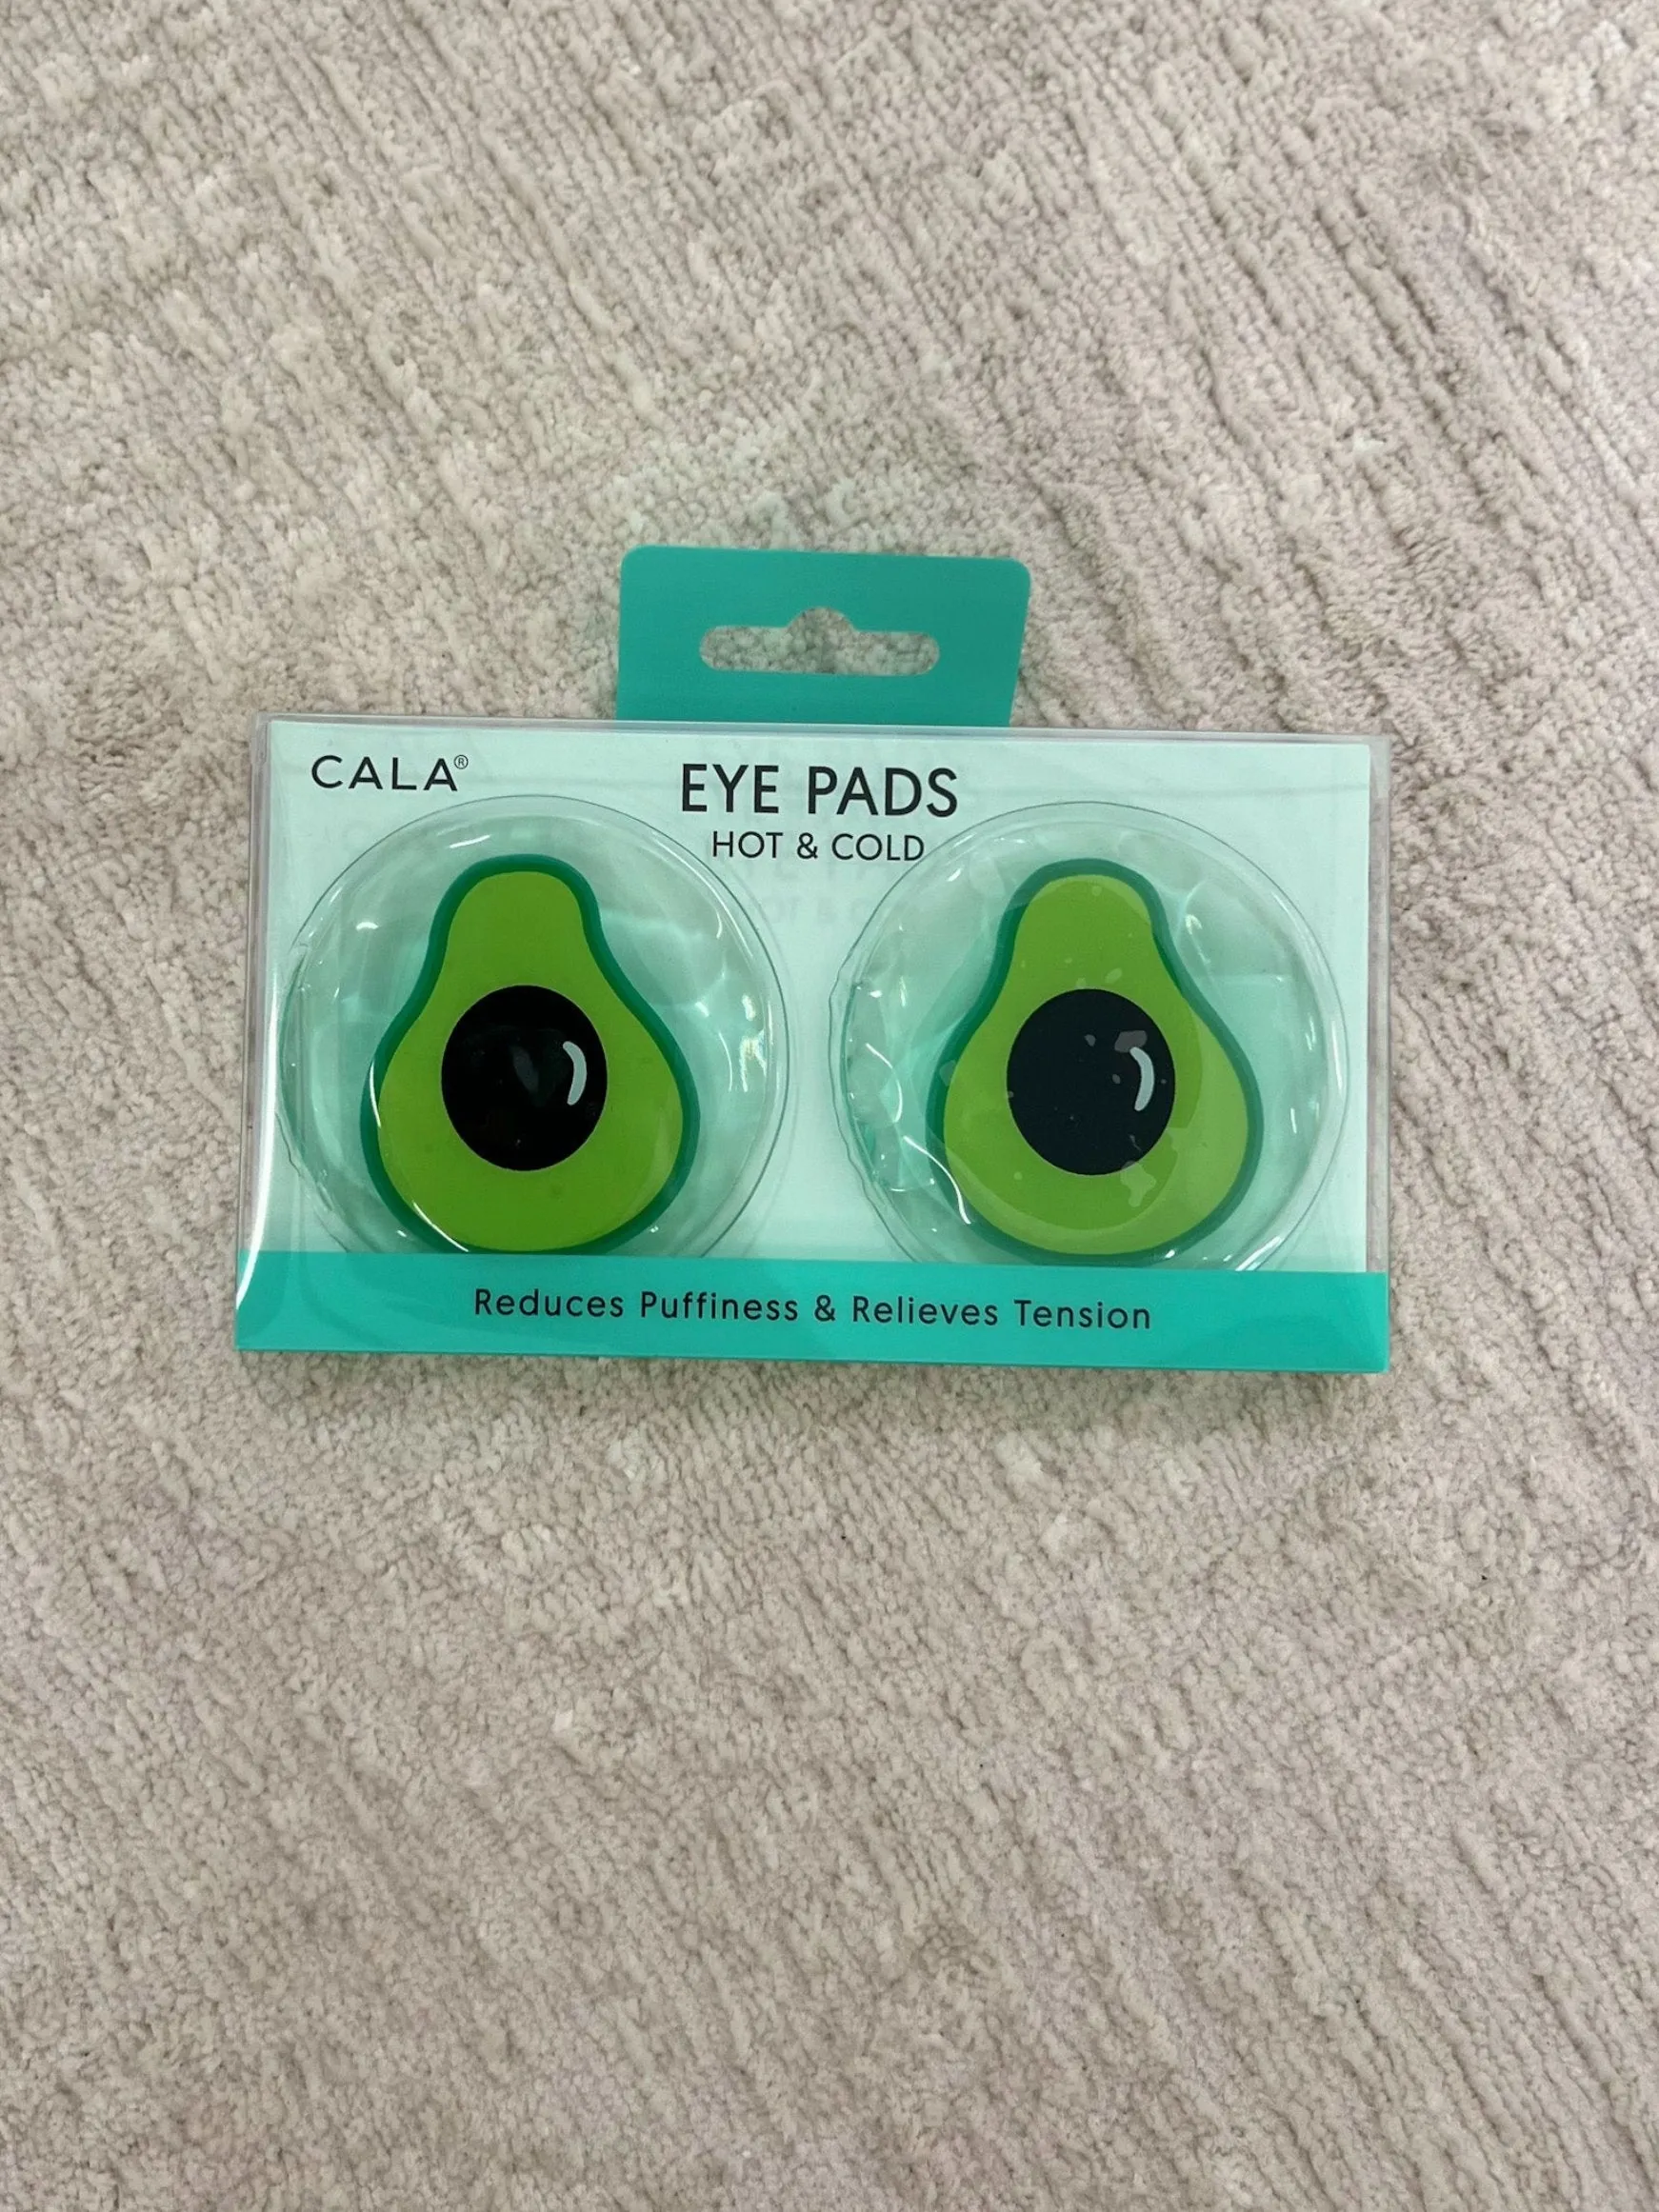 CALA®
EYE PADS
HOT & COLD
Reduces Puffiness & Relieves Tension